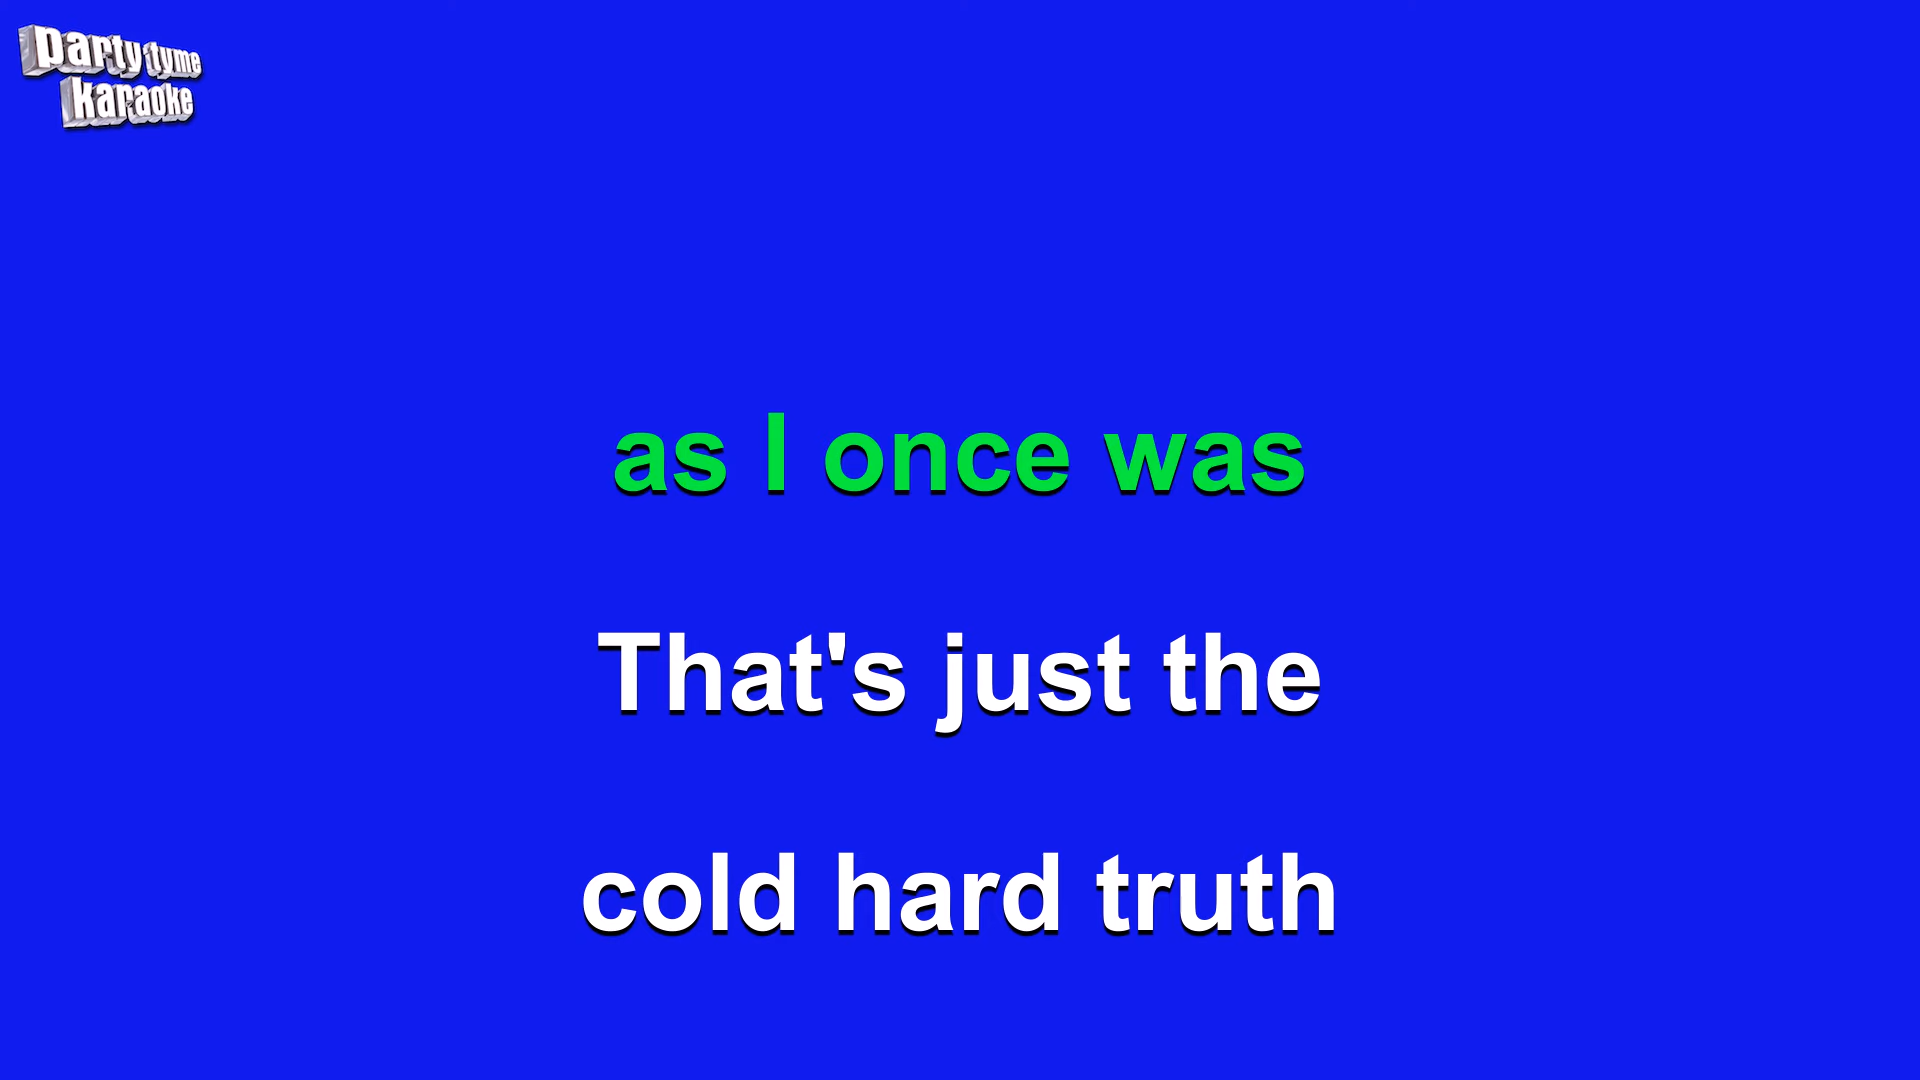 party tyme
karaoke
as I once was
That's just the
cold hard truth